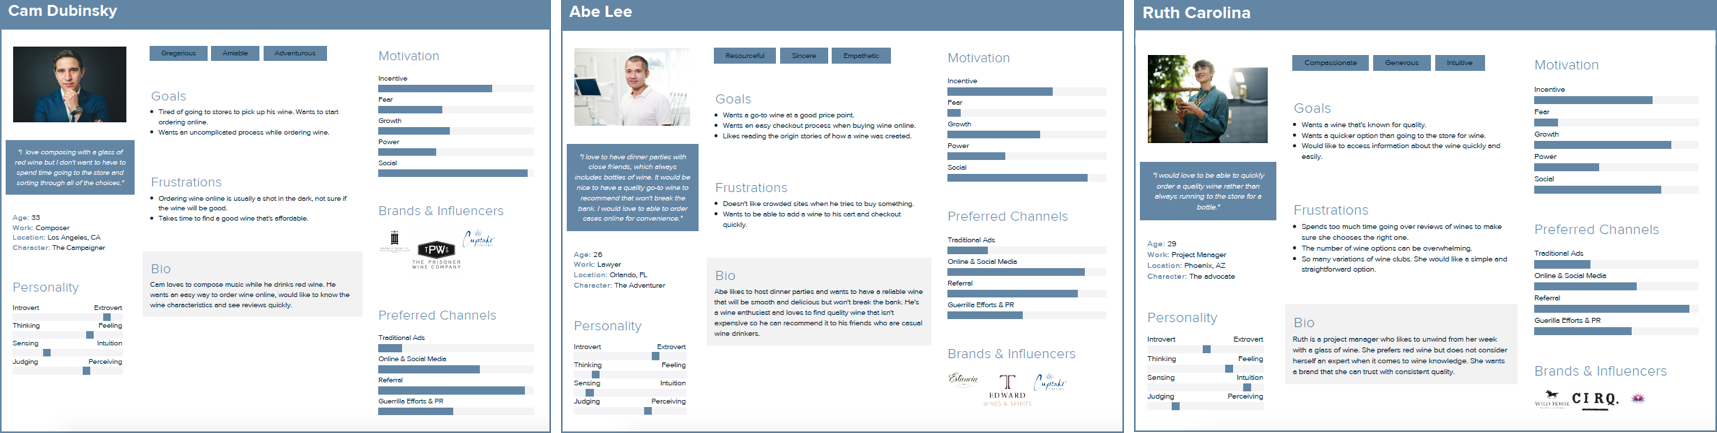 Cam Dubinsky
Gregarious
Amiable
Adventurous
Goals
Tired of going to stores to pick up his wine. Wants to start
ordering online.
Wants an uncomplicated process while ordering wine.
"I love composing with a glass of
red wine but I don't want to have to
spend time going to the store and
sorting through all of the choices."
Frustrations
Ordering wine online is usually a shot in the dark, not sure if
the wine will be good.
Takes time to find a good wine that's affordable.
Age: 33
Work: Composer
Location: Los Angeles, CA
Character: The Campaigner
Bio
Cam loves to compose music while he drinks red wine. He
wants an easy way to order wine online, would like to know the
wine characteristics and see reviews quickly.
Personality
Introvert Extrovert
Thinking Feeling
Sensing Intuition
Judging Perceiving
Motivation
Incentive
Fear
Growth
Power
Social
Brands & Influencers
TPWC
THE PRISONER
WINE COMPANY
Cupcake
Preferred Channels
Traditional Ads
Online & Social Media
Referral
Guerrilla Efforts & PR
Abe Lee
Resourceful
Sincere
Empathetic
Goals
Wants a go-to wine at a good price point.
Wants en easy checkout process when buying wine online.
Likes reading the origin stories of how a wine was created.
"I love to have dinner parties with
close friends, which always
includes bottles of wine. It would be
nice to have a quality go-to wine to
recommend that won't break the
bank. I would love to able to order
cases online for convenience."
Frustrations
Doesn't like crowded sites when he tries to buy something.
Wants to be able to add a wine to his cart and checkout
quickly.
Age: 26
Work: Lawyer
Location: Orlando, FL
Character: The Adventurer
Bio
Abe likes to host dinner parties and wants to have a reliable wine
that will be smooth and delicious but won't break the bank. He's
a wine enthusiast and loves to find quality wine that isn't
expensive so he can recommend it to his friends who are casual
wine drinkers.
Personality
Introvert Extrovert
Thinking Feeling
Sensing Intuition
Judging Perceiving
Motivation
Incentive
Fear
Growth
Power
Social
Preferred Channels
Traditional Ads
Online & Social Media
Referral
Guerrilla Efforts & PR
Brands & Influencers
Estancia
EDWARD
WINES & SPIRITS
Cupcake
Ruth Carolina
Compassionate
Generous
Intuitive
Goals
Wants a wine that's known for quality.
Wants a quicker option than going to the store for wine.
Would like to access information about the wine quickly and
easily.
"I would love to be able to quickly
order a quality wine rather than
always running to the store for a
bottle."
Frustrations
Spends too much time going over reviews of wines to make
sure she chooses the right one.
The number of wine options can be overwhelming.
So many variations of wine clubs. She would like a simple and
straightforward option.
Age: 29
Work: Project Manager
Location: Phoenix, AZ
Character: The advocate
Bio
Ruth is a project manager who likes to unwind from her week
with a glass of wine. She prefers red wine but does not consider
herself an expert when it comes to wine knowledge. She wants
a brand that she can trust with consistent quality.
Personality
Introvert Extrovert
Thinking Feeling
Sensing Intuition
Judging Perceiving
Motivation
Incentive
Fear
Growth
Power
Social
Preferred Channels
Traditional Ads
Online & Social Media
Referral
Guerilla Efforts & PR
Brands & Influencers
WILD HORSE
CIRQ.